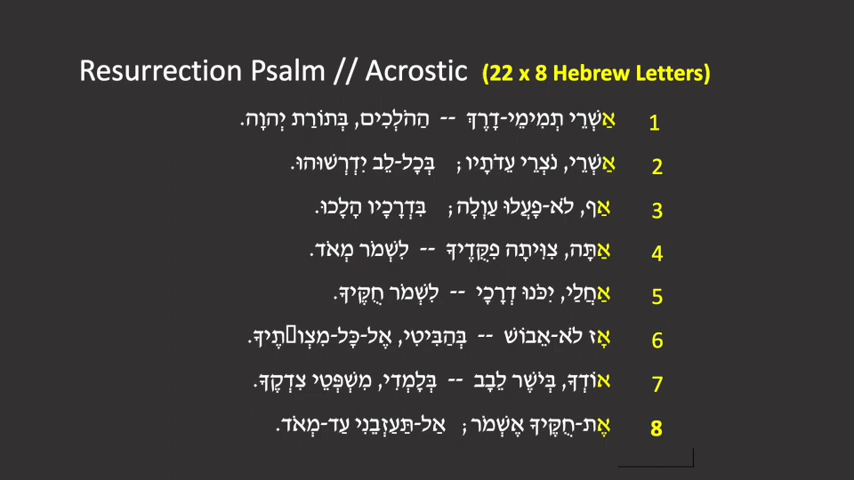 Resurrection Psalm // Acrostic (22 x 8 Hebrew Letters)
1 אַשְׁרֵי תְמִימֵי-דָרֶךְ -- הַהֹלְכִים, בְּתוֹרַת יְהוָה.
2 אַשְׁרֵי, נֹצְרֵי עֵדֹתָיו; בְּכָל-לֵב יִדְרְשׁוּהוּ.
3 אַף, לֹא-פָעֲלוּ עַוְלָה; בִּדְרָכָיו הָלָכוּ.
4 אַתָּה, צִוִּיתָה פִקֻּדֶיךָ -- לִשְׁמֹר מְאֹד.
5 אַחֲלַי, יִכֹּנוּ דְרָכָי -- לִשְׁמֹר חֻקֶּיךָ.
6 אָז לֹא-אֵבוֹשׁ -- בְּהַבִּיטִי, אֶל-כָּל-מִצְו‍ֹתֶיךָ.
7 אוֹדְךָ, בְּיֹשֶׁר לֵבָב -- בְּלָמְדִי, מִשְׁפְּטֵי צִדְקֶךָ.
8 אֶת-חֻקֶּיךָ אֶשְׁמֹר; אַל-תַּעַזְבֵנִי עַד-מְאֹד.